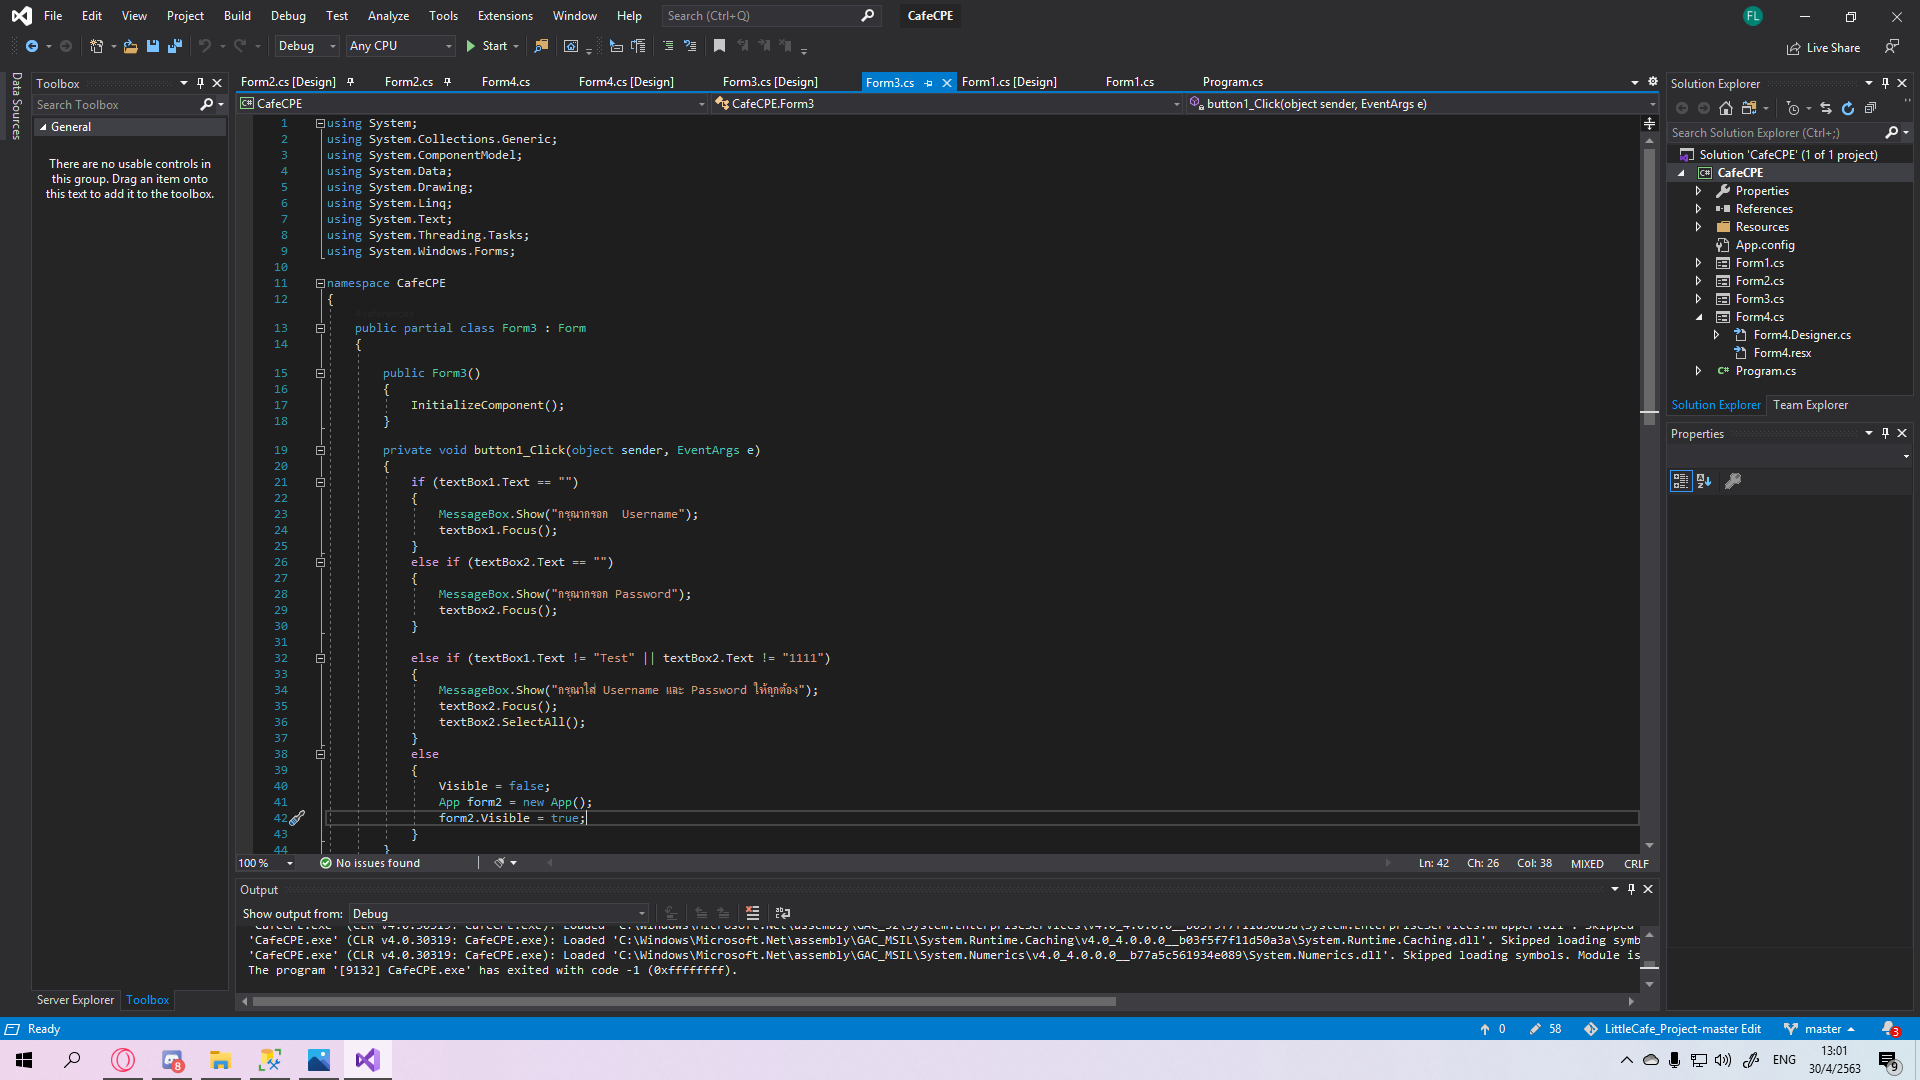 File Edit View Project Build Debug Test Analyze Tools Extensions Window Help Search (Ctrl+Q) CafeCPE FL
Debug Any CPU Start Live Share
Data Sources
Toolbox
Search Toolbox
General
There are no usable controls in
this group. Drag an item onto
this text to add it to the toolbox.
Server Explorer Toolbox
Form2.cs [Design] Form2.cs Form4.cs Form4.cs [Design] Form3.cs [Design] Form3.cs Form1.cs [Design] Form1.cs Program.cs
CafeCPE CafeCPE.Form3 button1_Click(object sender, EventArgs e)
1 using System;
2 using System.Collections.Generic;
3 using System.ComponentModel;
4 using System.Data;
5 using System.Drawing;
6 using System.Linq;
7 using System.Text;
8 using System.Threading.Tasks;
9 using System.Windows.Forms;
10
11 namespace CafeCPE
12 {
13 public partial class Form3 : Form
14 {
15 public Form3()
16 {
17 InitializeComponent();
18 }
19 private void button1_Click(object sender, EventArgs e)
20 {
21 if (textBox1.Text == "")
22 {
23 MessageBox.Show("กรุณากรอก  Username");
24 textBox1.Focus();
25 }
26 else if (textBox2.Text == "")
27 {
28 MessageBox.Show("กรุณากรอก Password");
29 textBox2.Focus();
30 }
31
32 else if (textBox1.Text != "Test" || textBox2.Text != "1111")
33 {
34 MessageBox.Show("กรุณาใส่ Username และ Password ให้ถูกต้อง");
35 textBox2.Focus();
36 textBox2.SelectAll();
37 }
38 else
39 {
40 Visible = false;
41 App form2 = new App();
42 form2.Visible = true;
43 }
44 }
100 % No issues found Ln: 42 Ch: 26 Col: 38 MIXED CRLF
Output
Show output from: Debug
'CafeCPE.exe' (CLR v4.0.30319: CafeCPE.exe): Loaded 'C:\Windows\Microsoft.Net\assembly\GAC_MSIL\System.Runtime.Caching\v4.0_4.0.0.0__b03f5f7f11d50a3a\System.Runtime.Caching.dll'. Skipped loading symb
'CafeCPE.exe' (CLR v4.0.30319: CafeCPE.exe): Loaded 'C:\Windows\Microsoft.Net\assembly\GAC_MSIL\System.Numerics\v4.0_4.0.0.0__b77a5c561934e089\System.Numerics.dll'. Skipped loading symbols. Module is
The program '[9132] CafeCPE.exe' has exited with code -1 (0xffffffff).
Solution Explorer
Search Solution Explorer (Ctrl+;)
Solution 'CafeCPE' (1 of 1 project)
C# CafeCPE
Properties
References
Resources
App.config
Form1.cs
Form2.cs
Form3.cs
Form4.cs
Form4.Designer.cs
Form4.resx
C# Program.cs
Solution Explorer Team Explorer
Properties
Ready 0 58 LittleCafe_Project-master Edit master 3
8 ENG 13:01 9
30/4/2563